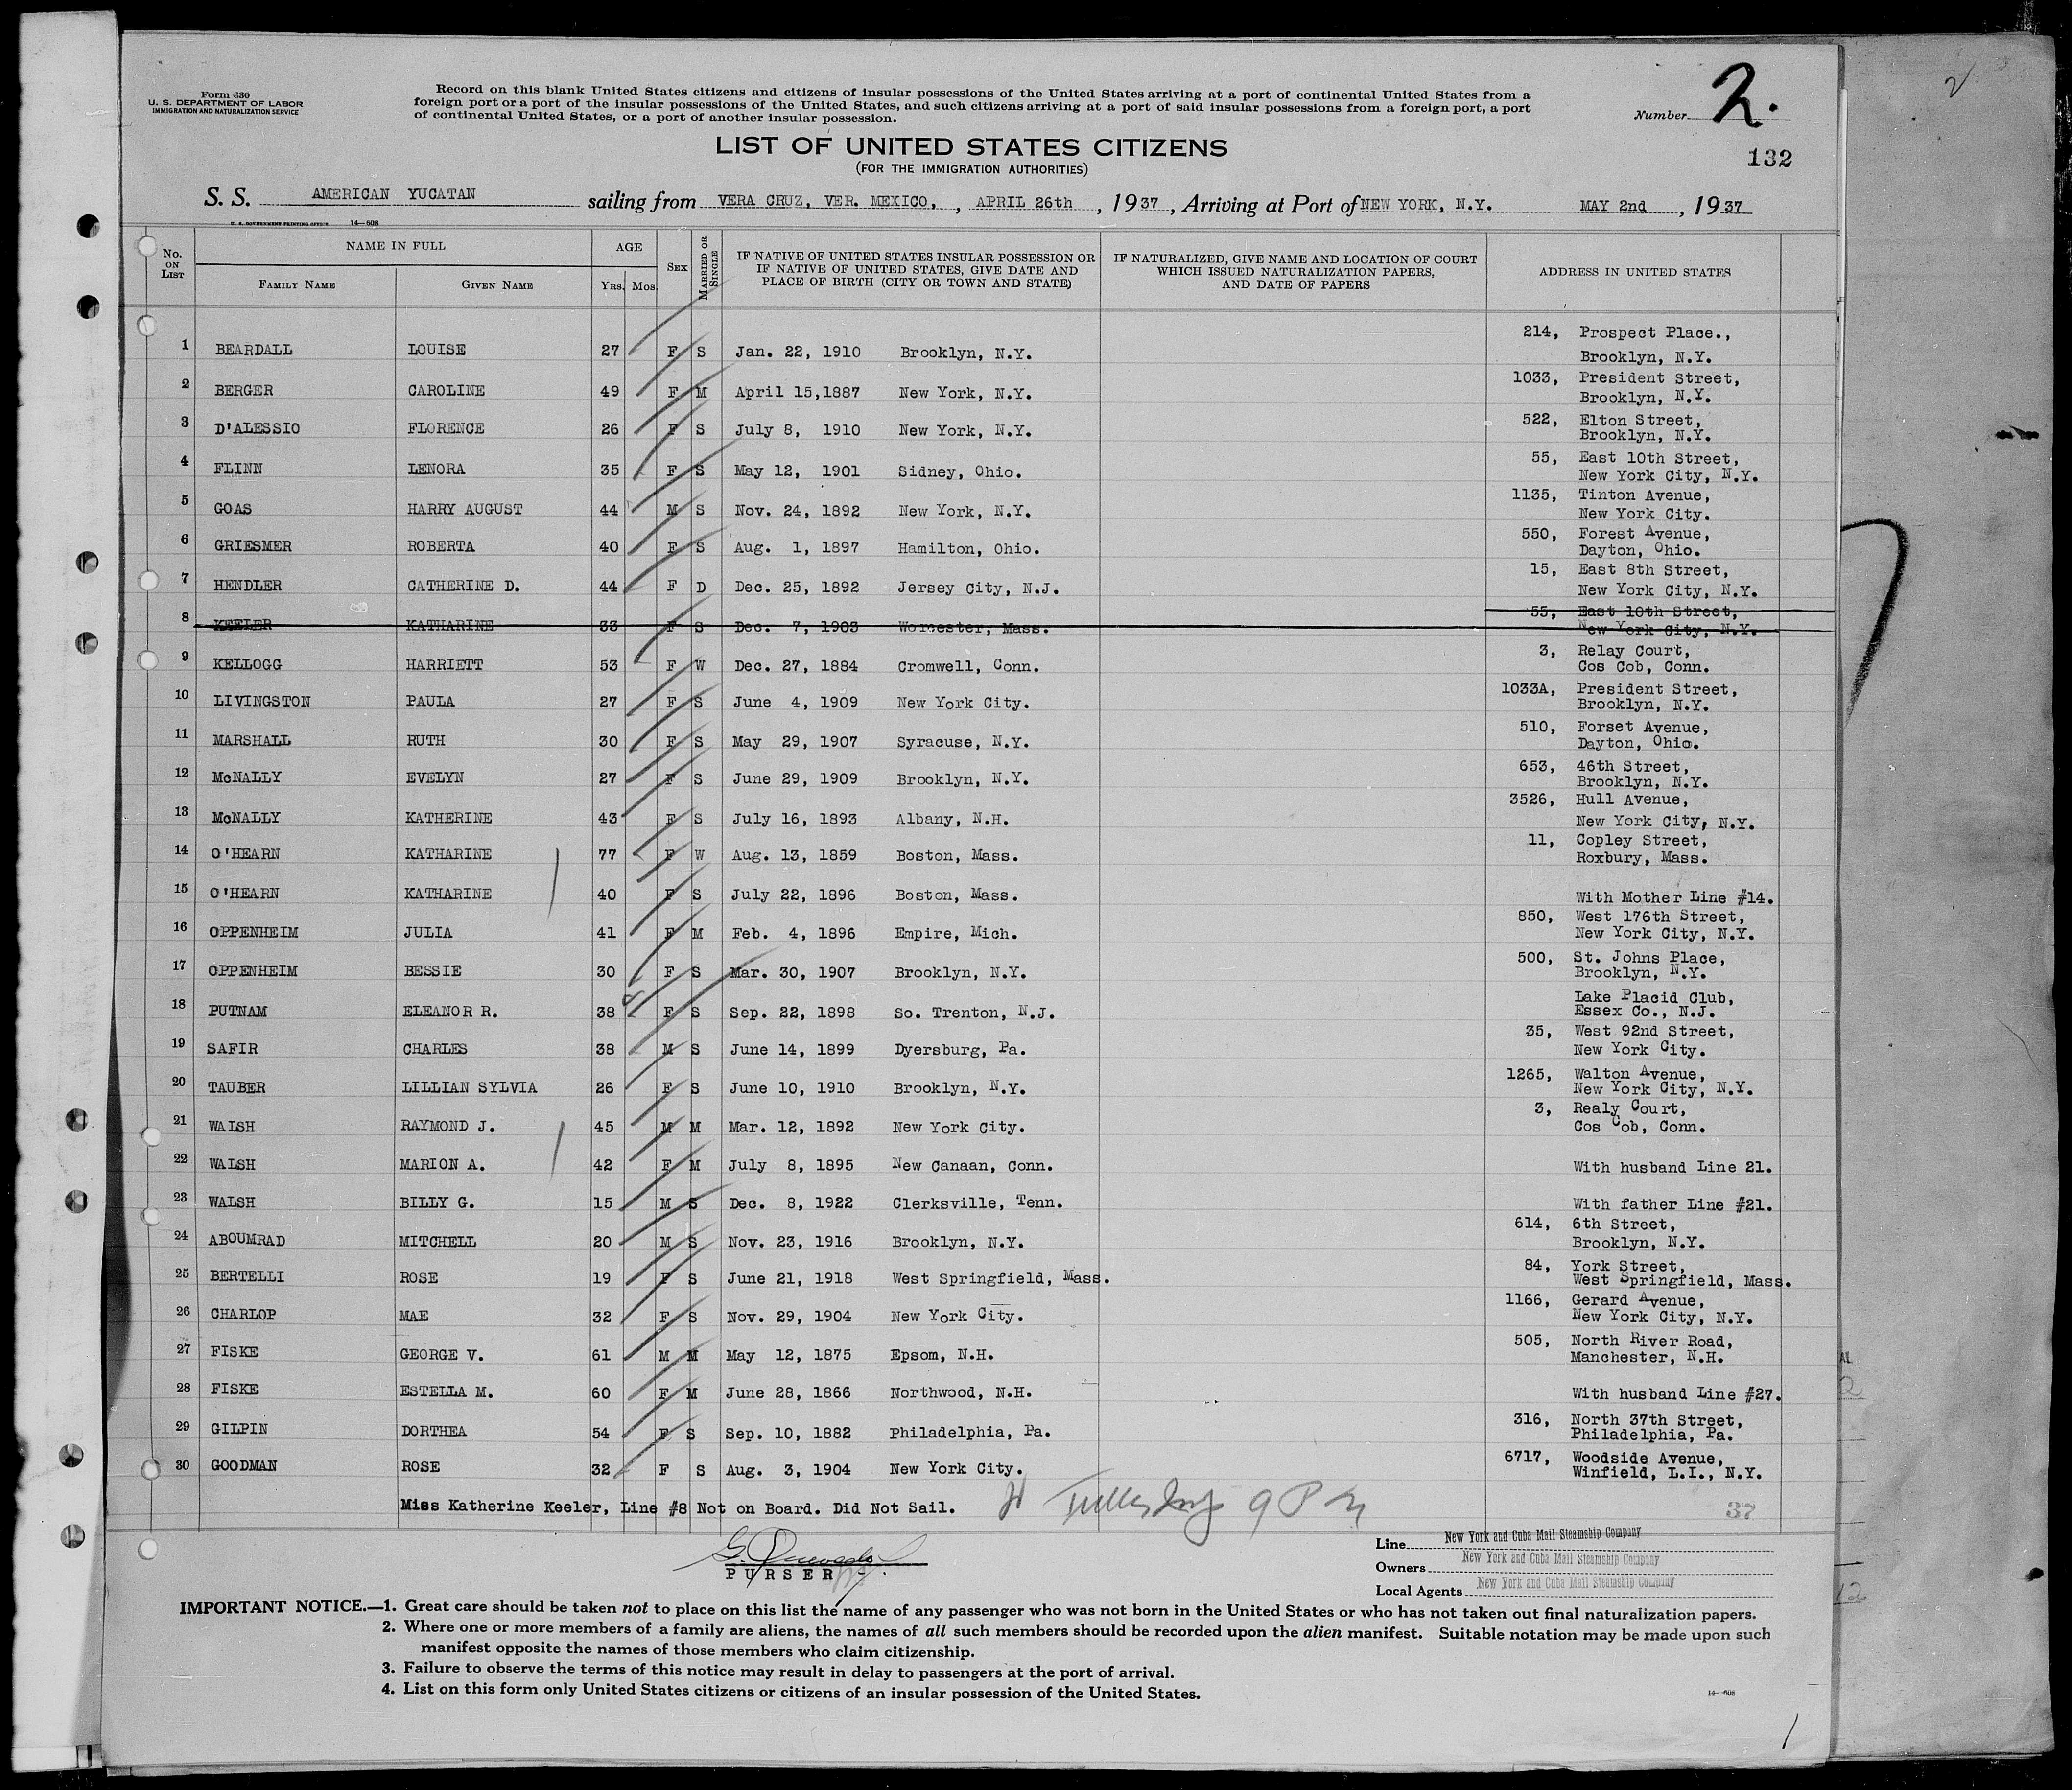 Form 630
U. S. DEPARTMENT OF LABOR
IMMIGRATION AND NATURALIZATION SERVICE
Record on this blank United States citizens and citizens of insular possessions of the United States arriving at a port of continental United States from a
foreign port or a port of the insular possessions of the United States, and such citizens arriving at a port of said insular possessions from a foreign port, a port
of continental United States, or a port of another insular possession.
Number 2.
2
132
LIST OF UNITED STATES CITIZENS
(FOR THE IMMIGRATION AUTHORITIES)
S. S. AMERICAN YUCATAN sailing from VERA CRUZ, VER. MEXICO, , APRIL 26th , 1937 , Arriving at Port of NEW YORK, N.Y. MAY 2nd , 1937
U. S. GOVERNMENT PRINTING OFFICE 14—608
No. ON LIST NAME IN FULL FAMILY NAME GIVEN NAME AGE Yrs. Mos. SEX MARRIED OR SINGLE
IF NATIVE OF UNITED STATES INSULAR POSSESSION OR
IF NATIVE OF UNITED STATES, GIVE DATE AND
PLACE OF BIRTH (CITY OR TOWN AND STATE)
IF NATURALIZED, GIVE NAME AND LOCATION OF COURT
WHICH ISSUED NATURALIZATION PAPERS,
AND DATE OF PAPERS
ADDRESS IN UNITED STATES
1 BEARDALL LOUISE 27 F S Jan. 22, 1910 Brooklyn, N.Y. 214, Prospect Place.,
Brooklyn, N.Y.
2 BERGER CAROLINE 49 F M April 15,1887 New York, N.Y. 1033, President Street,
Brooklyn, N.Y.
3 D'ALESSIO FLORENCE 26 F S July 8, 1910 New York, N.Y. 522, Elton Street,
Brooklyn, N.Y.
4 FLINN LENORA 35 F S May 12, 1901 Sidney, Ohio. 55, East 10th Street,
New York City, N.Y.
5 GOAS HARRY AUGUST 44 M S Nov. 24, 1892 New York, N.Y. 1135, Tinton Avenue,
New York City.
6 GRIESMER ROBERTA 40 F S Aug. 1, 1897 Hamilton, Ohio. 550, Forest Avenue,
Dayton, Ohio.
7 HENDLER CATHERINE D. 44 F D Dec. 25, 1892 Jersey City, N.J. 15, East 8th Street,
New York City, N.Y.
8 KEELER KATHARINE 33 F S Dec. 7, 1903 Worcester, Mass. 55, East 10th Street,
New York City, N.Y.
9 KELLOGG HARRIETT 53 F W Dec. 27, 1884 Cromwell, Conn. 3, Relay Court,
Cos Cob, Conn.
10 LIVINGSTON PAULA 27 F S June 4, 1909 New York City. 1033A, President Street,
Brooklyn, N.Y.
11 MARSHALL RUTH 30 F S May 29, 1907 Syracuse, N.Y. 510, Forset Avenue,
Dayton, Ohio.
12 McNALLY EVELYN 27 F S June 29, 1909 Brooklyn, N.Y. 653, 46th Street,
Brooklyn, N.Y.
13 McNALLY KATHERINE 43 F S July 16, 1893 Albany, N.H. 3526, Hull Avenue,
New York City, N.Y.
14 O'HEARN KATHARINE 77 F W Aug. 13, 1859 Boston, Mass. 11, Copley Street,
Roxbury, Mass.
15 O'HEARN KATHARINE 40 F S July 22, 1896 Boston, Mass. With Mother Line #14.
16 OPPENHEIM JULIA 41 F M Feb. 4, 1896 Empire, Mich. 850, West 176th Street,
New York City, N.Y.
17 OPPENHEIM BESSIE 30 F S Mar. 30, 1907 Brooklyn, N.Y. 500, St. Johns Place,
Brooklyn, N.Y.
18 PUTNAM ELEANOR R. 38 F S Sep. 22, 1898 So. Trenton, N.J. Lake Placid Club,
Essex Co., N.J.
19 SAFIR CHARLES 38 M S June 14, 1899 Dyersburg, Pa. 35, West 92nd Street,
New York City.
20 TAUBER LILLIAN SYLVIA 26 F S June 10, 1910 Brooklyn, N.Y. 1265, Walton Avenue,
New York City, N.Y.
21 WALSH RAYMOND J. 45 M M Mar. 12, 1892 New York City. 3, Realy Court,
Cos Cob, Conn.
22 WALSH MARION A. 42 F M July 8, 1895 New Canaan, Conn. With husband Line 21.
23 WALSH BILLY G. 15 M S Dec. 8, 1922 Clerksville, Tenn. With father Line #21.
24 ABOUMRAD MITCHELL 20 M S Nov. 23, 1916 Brooklyn, N.Y. 614, 6th Street,
Brooklyn, N.Y.
25 BERTELLI ROSE 19 F S June 21, 1918 West Springfield, Mass. 84, York Street,
West Springfield, Mass.
26 CHARLOP MAE 32 F S Nov. 29, 1904 New York City. 1166, Gerard Avenue,
New York City, N.Y.
27 FISKE GEORGE V. 61 M M May 12, 1875 Epsom, N.H. 505, North River Road,
Manchester, N.H.
28 FISKE ESTELLA M. 60 F M June 28, 1866 Northwood, N.H. With husband Line #27.
29 GILPIN DORTHEA 54 F S Sep. 10, 1882 Philadelphia, Pa. 316, North 37th Street,
Philadelphia, Pa.
30 GOODMAN ROSE 32 F S Aug. 3, 1904 New York City. 6717, Woodside Avenue,
Winfield, L.I., N.Y.
Miss Katherine Keeler, Line #8 Not on Board. Did Not Sail. 9 P M
37
PURSER
Line New York and Cuba Mail Steamship Company
Owners New York and Cuba Mail Steamship Company
Local Agents New York and Cuba Mail Steamship Company
IMPORTANT NOTICE.—1. Great care should be taken not to place on this list the name of any passenger who was not born in the United States or who has not taken out final naturalization papers.
2. Where one or more members of a family are aliens, the names of all such members should be recorded upon the alien manifest. Suitable notation may be made upon such
manifest opposite the names of those members who claim citizenship.
3. Failure to observe the terms of this notice may result in delay to passengers at the port of arrival.
4. List on this form only United States citizens or citizens of an insular possession of the United States.
14—608